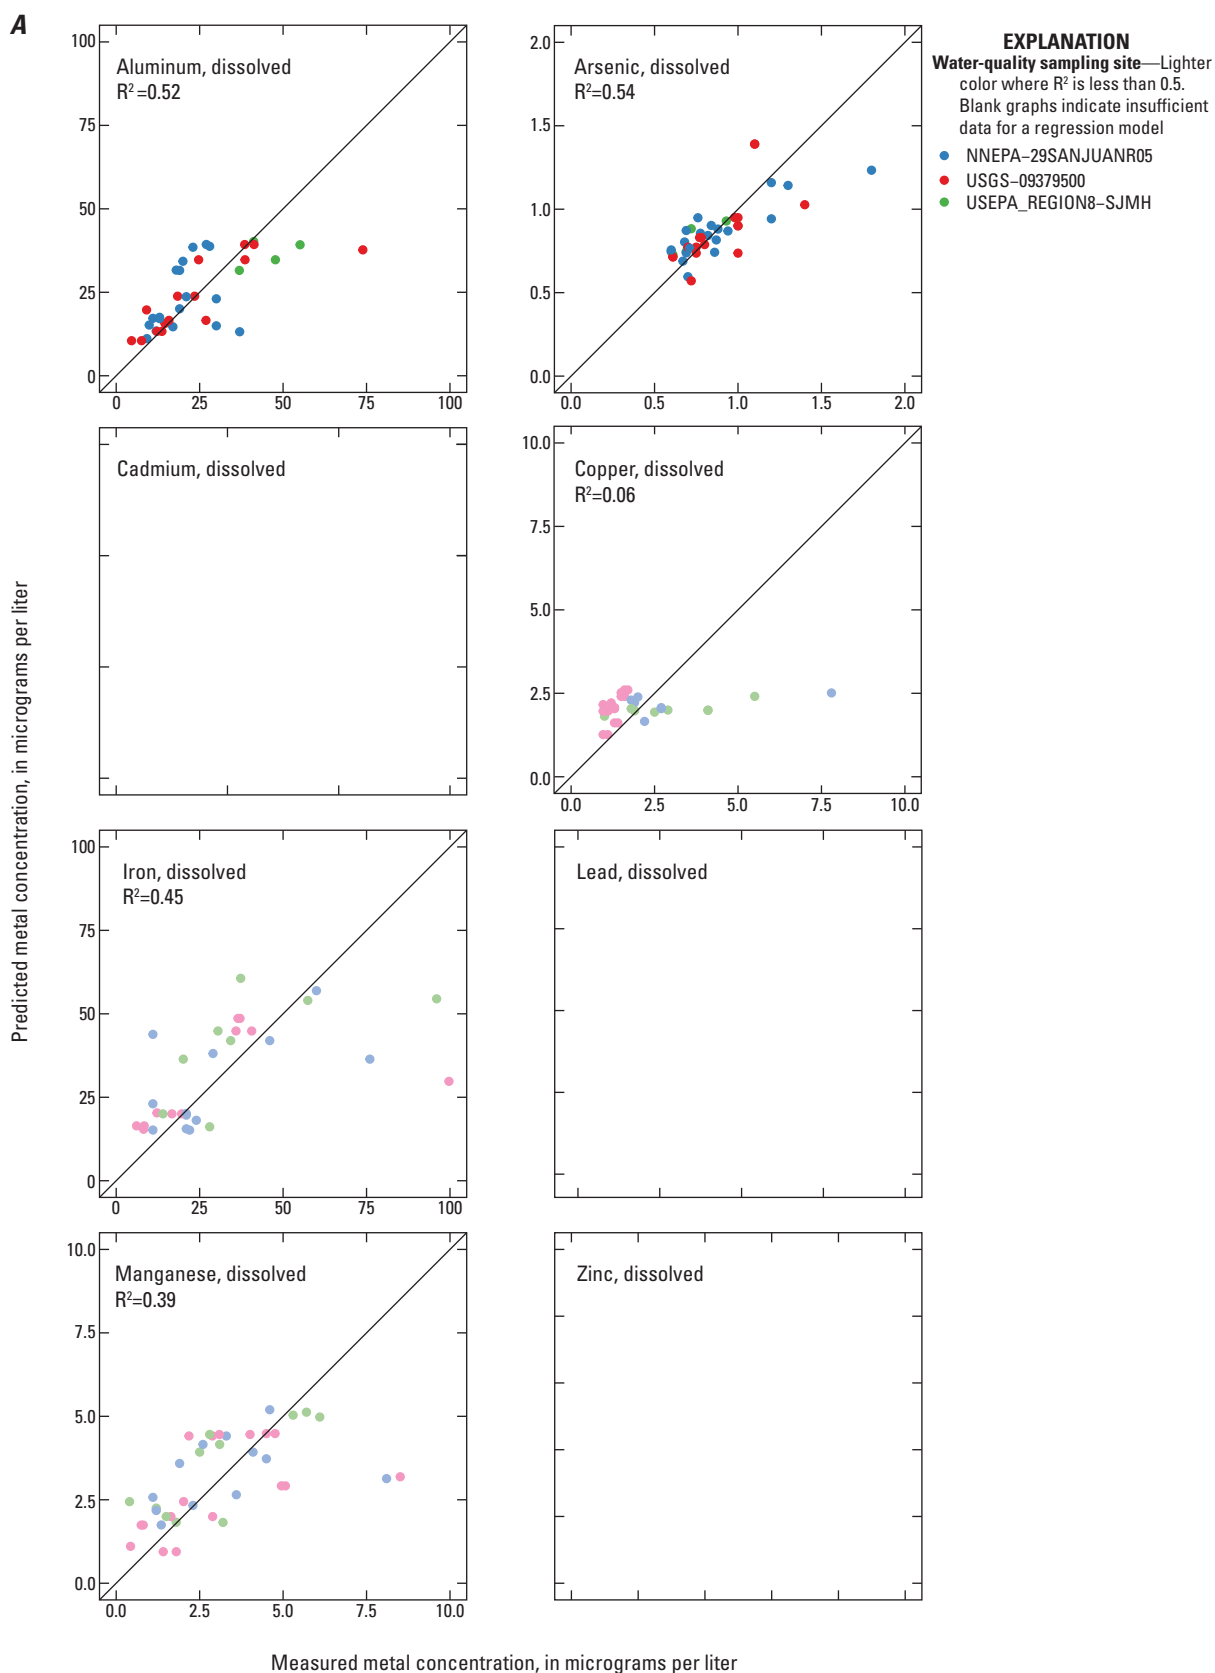 A
EXPLANATION
Water-quality sampling site—Lighter
color where R² is less than 0.5.
Blank graphs indicate insufficient
data for a regression model
NNEPA–29SANJUANR05
USGS–09379500
USEPA_REGION8–SJMH
Predicted metal concentration, in micrograms per liter
Aluminum, dissolved
R² =0.52
100
75
50
25
0
0 25 50 75 100
Arsenic, dissolved
R²=0.54
2.0
1.5
1.0
0.5
0.0
0.0 0.5 1.0 1.5 2.0
Cadmium, dissolved
Copper, dissolved
R²=0.06
10.0
7.5
5.0
2.5
0.0
0.0 2.5 5.0 7.5 10.0
Iron, dissolved
R²=0.45
100
75
50
25
0
0 25 50 75 100
Lead, dissolved
Manganese, dissolved
R²=0.39
10.0
7.5
5.0
2.5
0.0
0.0 2.5 5.0 7.5 10.0
Zinc, dissolved
Measured metal concentration, in micrograms per liter